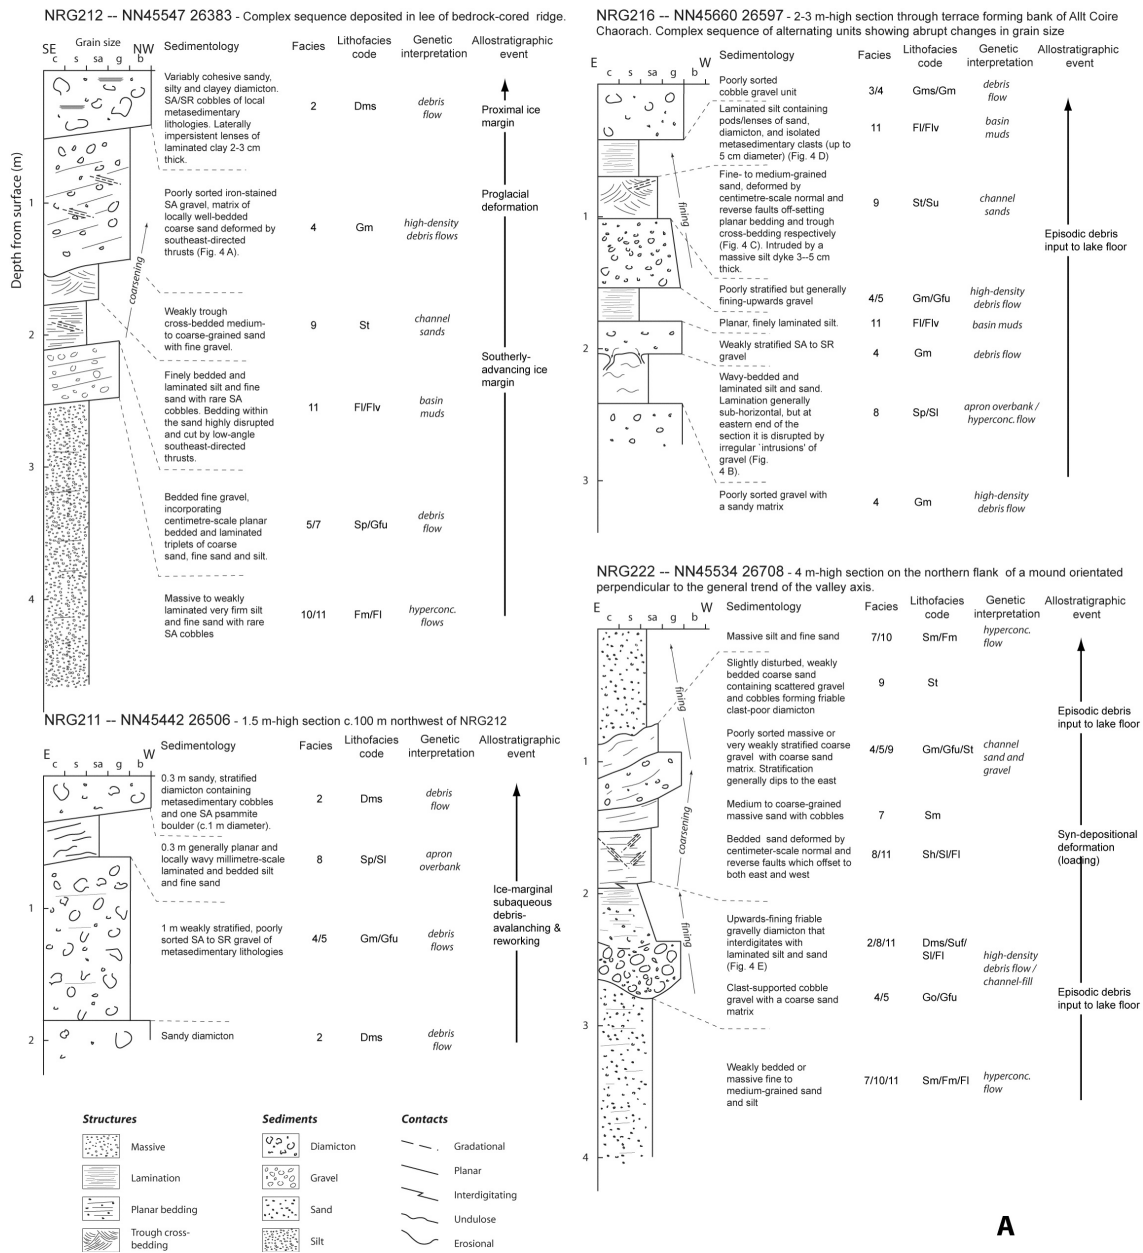 NRG212 -- NN45547 26383 - Complex sequence deposited in lee of bedrock-cored ridge.
Grain size
SE NW
c s sa g b
Sedimentology Facies Lithofacies code Genetic interpretation Allostratigraphic event
Depth from surface (m)
1
2
3
4
coarsening
Variably cohesive sandy,
silty and clayey diamicton.
SA/SR cobbles of local
metasedimentary
lithologies. Laterally
impersistent lenses of
laminated clay 2-3 cm
thick.
2 Dms debris flow
Poorly sorted iron-stained
SA gravel, matrix of
locally well-bedded
coarse sand deformed by
southeast-directed
thrusts (Fig. 4 A).
4 Gm high-density debris flows
Weakly trough
cross-bedded medium-
to coarse-grained sand
with fine gravel.
9 St channel sands
Finely bedded and
laminated silt and fine
sand with rare SA
cobbles. Bedding within
the sand highly disrupted
and cut by low-angle
southeast-directed
thrusts.
11 Fl/Flv basin muds
Bedded fine gravel,
incorporating
centimetre-scale planar
bedded and laminated
triplets of coarse
sand, fine sand and silt.
5/7 Sp/Gfu debris flow
Massive to weakly
laminated very firm silt
and fine sand with rare
SA cobbles
10/11 Fm/Fl hyperconc. flows
Proximal ice
margin
Proglacial
deformation
Southerly-
advancing ice
margin
NRG211 -- NN45442 26506 - 1.5 m-high section c.100 m northwest of NRG212
E W
c s sa g b
Sedimentology Facies Lithofacies code Genetic interpretation Allostratigraphic event
1
2
0.3 m sandy, stratified
diamicton containing
metasedimentary cobbles
and one SA psammite
boulder (c.1 m diameter).
2 Dms debris flow
0.3 m generally planar and
locally wavy millimetre-scale
laminated and bedded silt
and fine sand
8 Sp/Sl apron overbank
1 m weakly stratified, poorly
sorted SA to SR gravel of
metasedimentary lithologies
4/5 Gm/Gfu debris flows
Sandy diamicton
2 Dms debris flow
Ice-marginal
subaqueous
debris-
avalanching &
reworking
Structures
Massive
Lamination
Planar bedding
Trough cross-
bedding
Sediments
Diamicton
Gravel
Sand
Silt
Contacts
Gradational
Planar
Interdigitating
Undulose
Erosional
NRG216 -- NN45660 26597 - 2-3 m-high section through terrace forming bank of Allt Coire
Chaorach. Complex sequence of alternating units showing abrupt changes in grain size
E W
c s sa g b
Sedimentology Facies Lithofacies code Genetic interpretation Allostratigraphic event
1
2
3
fining
Poorly sorted
cobble gravel unit
3/4 Gms/Gm debris flow
Laminated silt containing
pods/lenses of sand,
diamicton, and isolated
metasedimentary clasts (up to
5 cm diameter) (Fig. 4 D)
11 Fl/Flv basin muds
Fine- to medium-grained
sand, deformed by
centimetre-scale normal and
reverse faults off-setting
planar bedding and trough
cross-bedding respectively
(Fig. 4 C). Intruded by a
massive silt dyke 3--5 cm
thick.
9 St/Su channel sands
Poorly stratified but generally
fining-upwards gravel
4/5 Gm/Gfu high-density debris flow
Planar, finely laminated silt.
11 Fl/Flv basin muds
Weakly stratified SA to SR
gravel
4 Gm debris flow
Wavy-bedded and
laminated silt and sand.
Lamination generally
sub-horizontal, but at
eastern end of the
section it is disrupted by
irregular `intrusions' of
gravel (Fig.
4 B).
8 Sp/Sl apron overbank / hyperconc. flow
Poorly sorted gravel with
a sandy matrix
4 Gm high-density debris flow
Episodic debris
input to lake floor
NRG222 -- NN45534 26708 - 4 m-high section on the northern flank of a mound orientated
perpendicular to the general trend of the valley axis.
E W
c s sa g b
Sedimentology Facies Lithofacies code Genetic interpretation Allostratigraphic event
1
2
3
4
fining
coarsening
fining
Massive silt and fine sand
7/10 Sm/Fm hyperconc. flow
Slightly disturbed, weakly
bedded coarse sand
containing scattered gravel
and cobbles forming friable
clast-poor diamicton
9 St
Poorly sorted massive or
very weakly stratified coarse
gravel with coarse sand
matrix. Stratification
generally dips to the east
4/5/9 Gm/Gfu/St channel sand and gravel
Medium to coarse-grained
massive sand with cobbles
7 Sm
Bedded sand deformed by
centimeter-scale normal and
reverse faults which offset to
both east and west
8/11 Sh/Sl/Fl
Upwards-fining friable
gravelly diamicton that
interdigitates with
laminated silt and sand
(Fig. 4 E)
2/8/11 Dms/Suf/ Sl/Fl high-density debris flow / channel-fill
Clast-supported cobble
gravel with a coarse sand
matrix
4/5 Go/Gfu
Weakly bedded or
massive fine to
medium-grained sand
and silt
7/10/11 Sm/Fm/Fl hyperconc. flow
Episodic debris
input to lake floor
Syn-depositional
deformation
(loading)
Episodic debris
input to lake floor
A